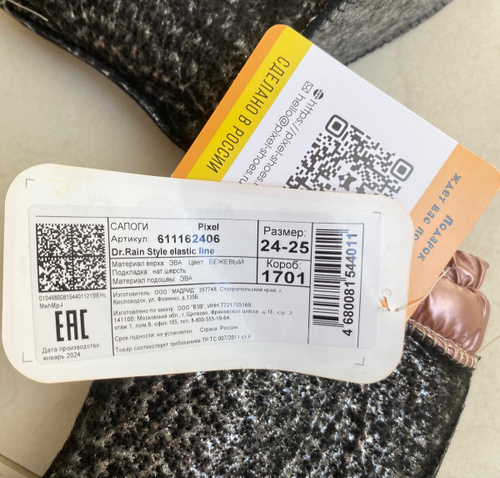 СДЕЛАНО В РОССИИ
https://pixel-shoes.ru
hello@pixel-shoes.ru
ПОДАРОК
ЖДЕТ ВАС ПО
САПОГИ Pixel
Артикул: 611162406
Dr.Rain Style elastic line
Материал верха: ЭВА Цвет: БЕЖЕВЫЙ
Подкладка: нат.шерсть
Материал подошвы: ЭВА
Размер:
24-25
Короб:
1701
4 680081 544011
Изготовитель: ООО "МАДРИД" 357748 Ставропольский край, г.
Кисловодск, ул. Фоменко, д.135Б
Изготовлено по заказу: ООО "ВЭВ", ИНН 7721705169,
141100, Московская обл., г.Щелково, Фряновское шоссе, д.18, стр. 2,
этаж 1, пом.8, офис 105, тел. 8-800-555-19-64
Срок годности: не установлен Страна: Россия
Товар соответствует требованиям ТР ТС 007/2011
EAC
Дата производства:
январь 2024